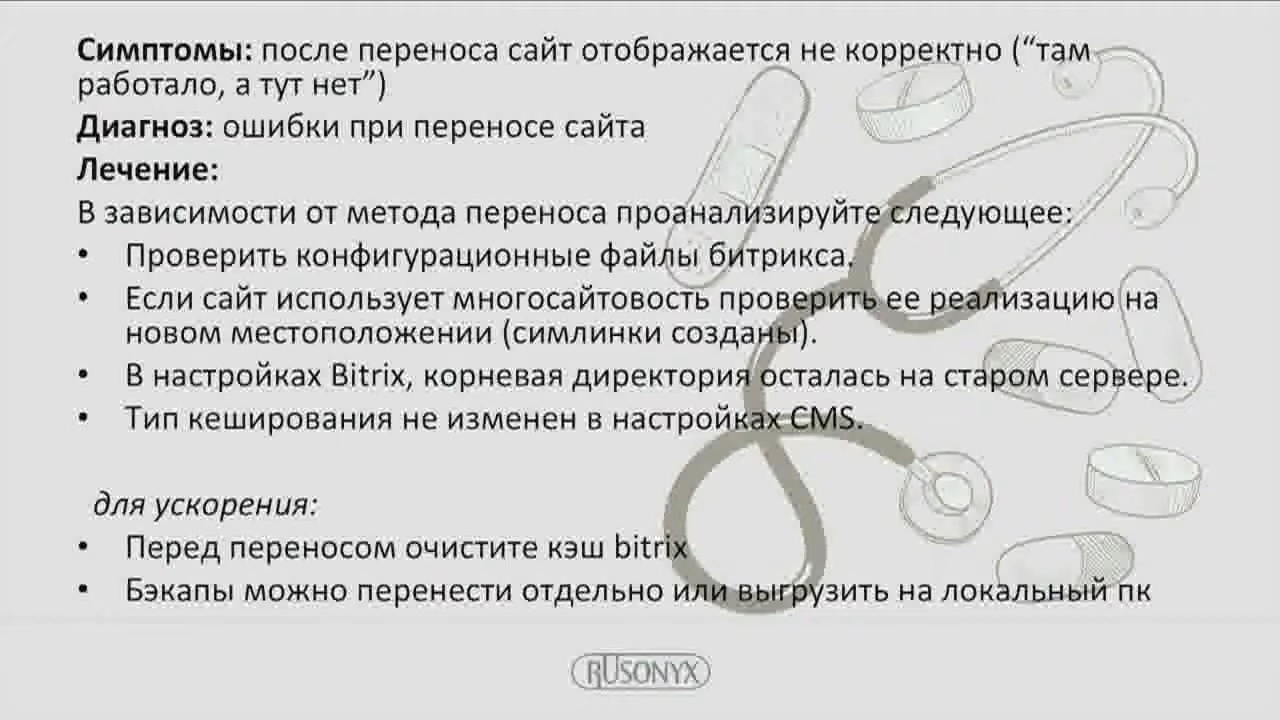 Симптомы: после переноса сайт отображается не корректно (“там
работало, а тут нет”)
Диагноз: ошибки при переносе сайта
Лечение:
В зависимости от метода переноса проанализируйте следующее:
• Проверить конфигурационные файлы битрикса.
• Если сайт использует многосайтовость проверить ее реализацию на
новом местоположении (симлинки созданы).
• В настройках Bitrix, корневая директория осталась на старом сервере.
• Тип кеширования не изменен в настройках CMS.
для ускорения:
• Перед переносом очистите кэш bitrix
• Бэкапы можно перенести отдельно или выгрузить на локальный пк
RUSONYX